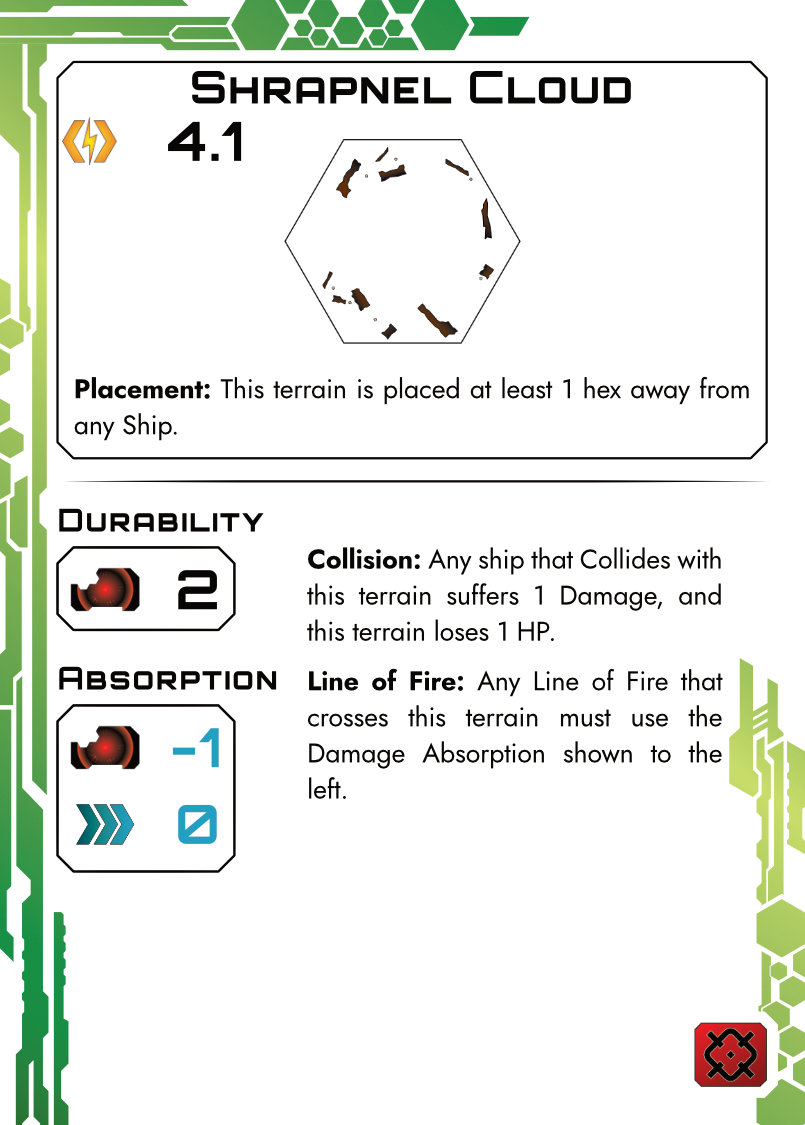 Shrapnel Cloud
4.1
Placement: This terrain is placed at least 1 hex away from
any Ship.
Durability
2
Collision: Any ship that Collides with
this terrain suffers 1 Damage, and
this terrain loses 1 HP.
Absorption
-1
0
Line of Fire: Any Line of Fire that
crosses this terrain must use the
Damage Absorption shown to the
left.